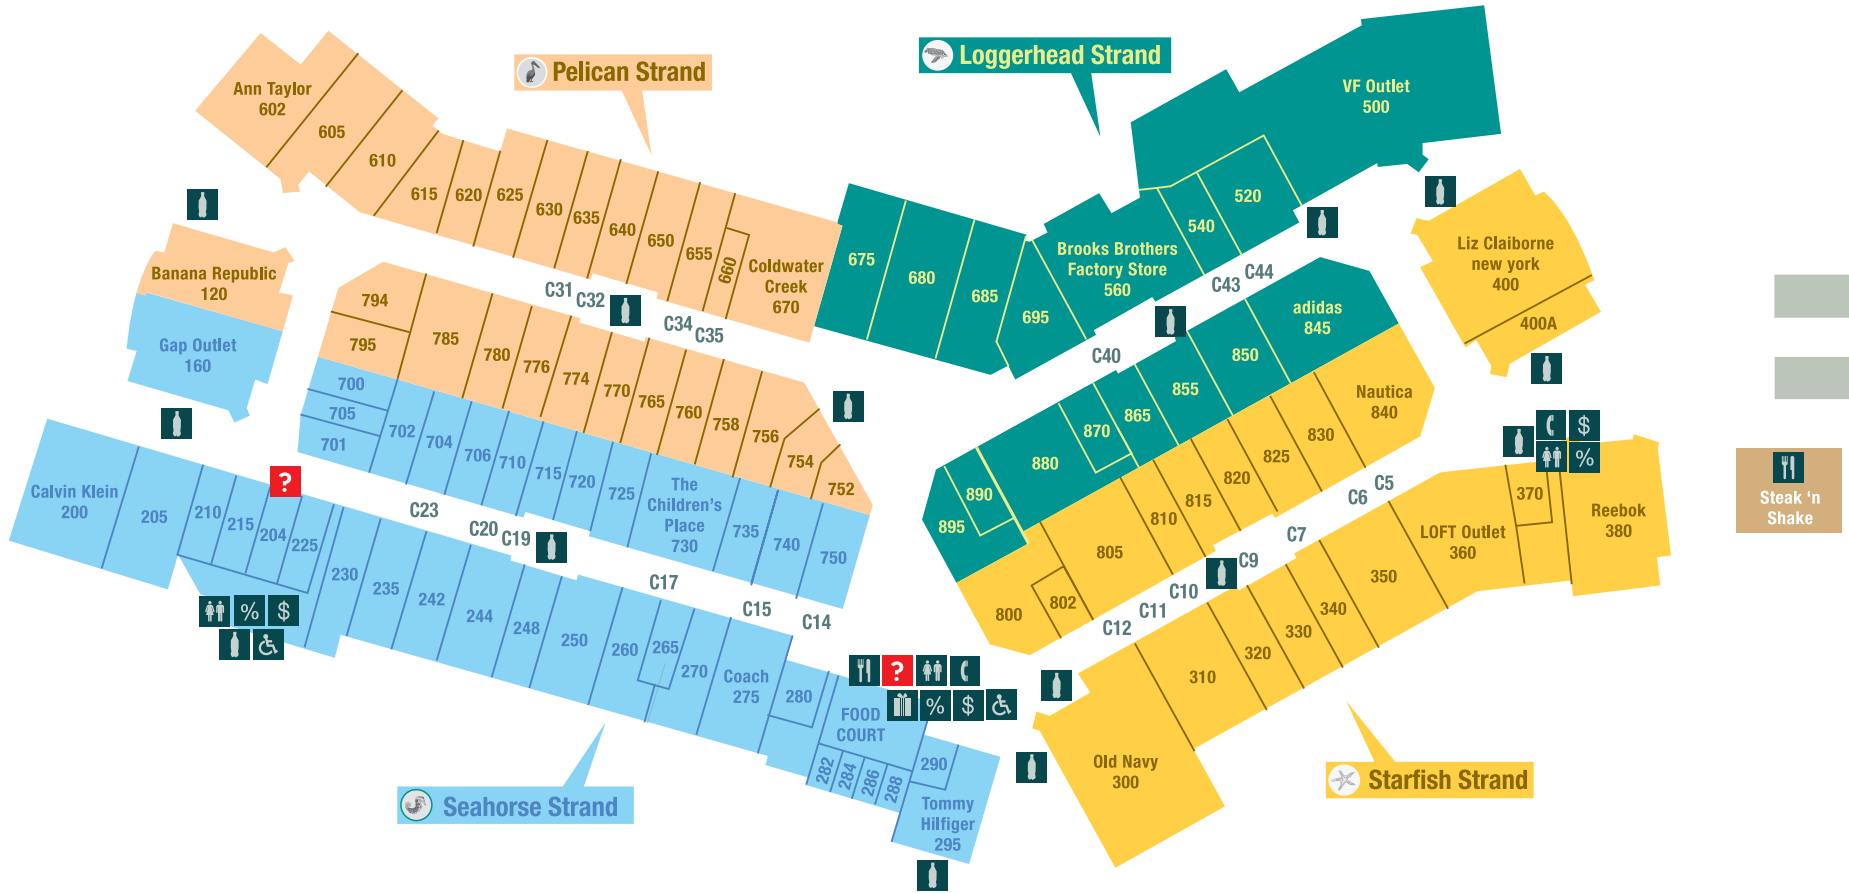 Pelican Strand
Loggerhead Strand
Ann Taylor
602
605
610
615
620
625
630
635
640
650
655
660
Coldwater
Creek
670
675
680
685
695
Brooks Brothers
Factory Store
560
540
520
VF Outlet
500
Liz Claiborne
new york
400
400A
Banana Republic
120
Gap Outlet
160
794
795
785
780
776
774
770
765
760
758
756
754
752
C31
C32
C34
C35
C40
C43
C44
adidas
845
850
855
865
870
880
890
895
700
705
701
702
704
706
710
715
720
725
The
Children's
Place
730
735
740
750
Nautica
840
830
825
820
815
810
805
802
800
Calvin Klein
200
205
210
215
204
225
?
230
235
242
244
248
250
260
265
270
Coach
275
280
FOOD
COURT
282
284
286
288
290
Tommy
Hilfiger
295
C23
C20
C19
C17
C15
C14
C12
C11
C10
C9
C7
C6
C5
% $
?
% $
$
%
Old Navy
300
310
320
330
340
350
LOFT Outlet
360
370
Reebok
380
Steak 'n
Shake
Seahorse Strand
Starfish Strand